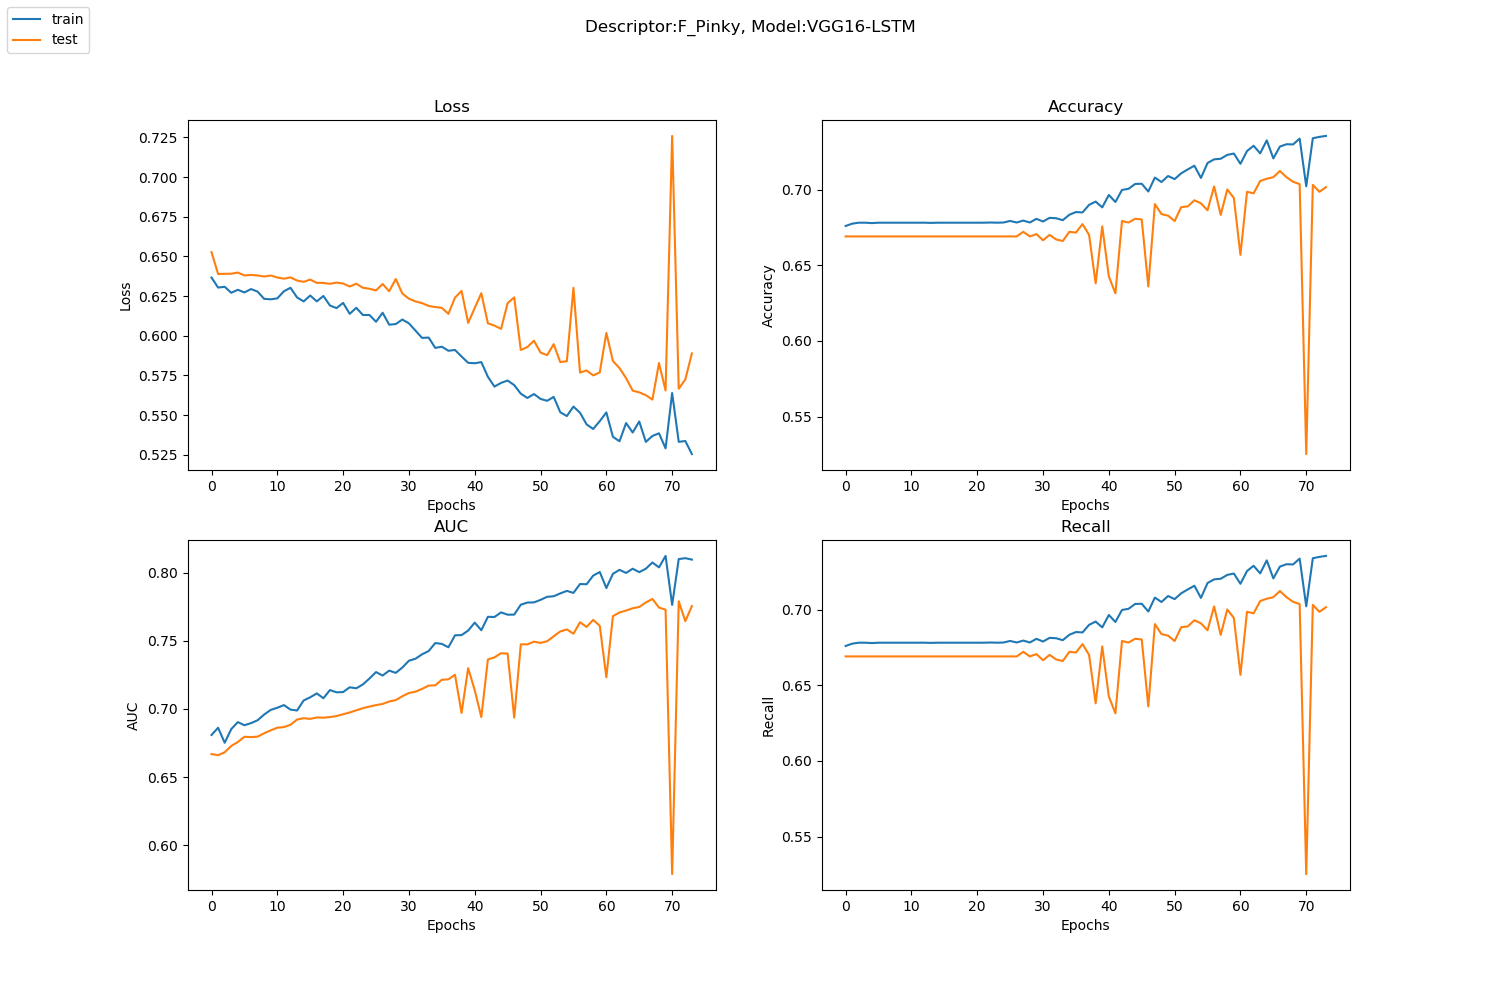 train
test
Descriptor:F_Pinky, Model:VGG16-LSTM
Loss
0.725
0.700
0.675
0.650
0.625
0.600
0.575
0.550
0.525
Loss
0 10 20 30 40 50 60 70
Epochs
Accuracy
0.70
0.65
0.60
0.55
Accuracy
0 10 20 30 40 50 60 70
Epochs
AUC
0.80
0.75
0.70
0.65
0.60
AUC
0 10 20 30 40 50 60 70
Epochs
Recall
0.70
0.65
0.60
0.55
Recall
0 10 20 30 40 50 60 70
Epochs